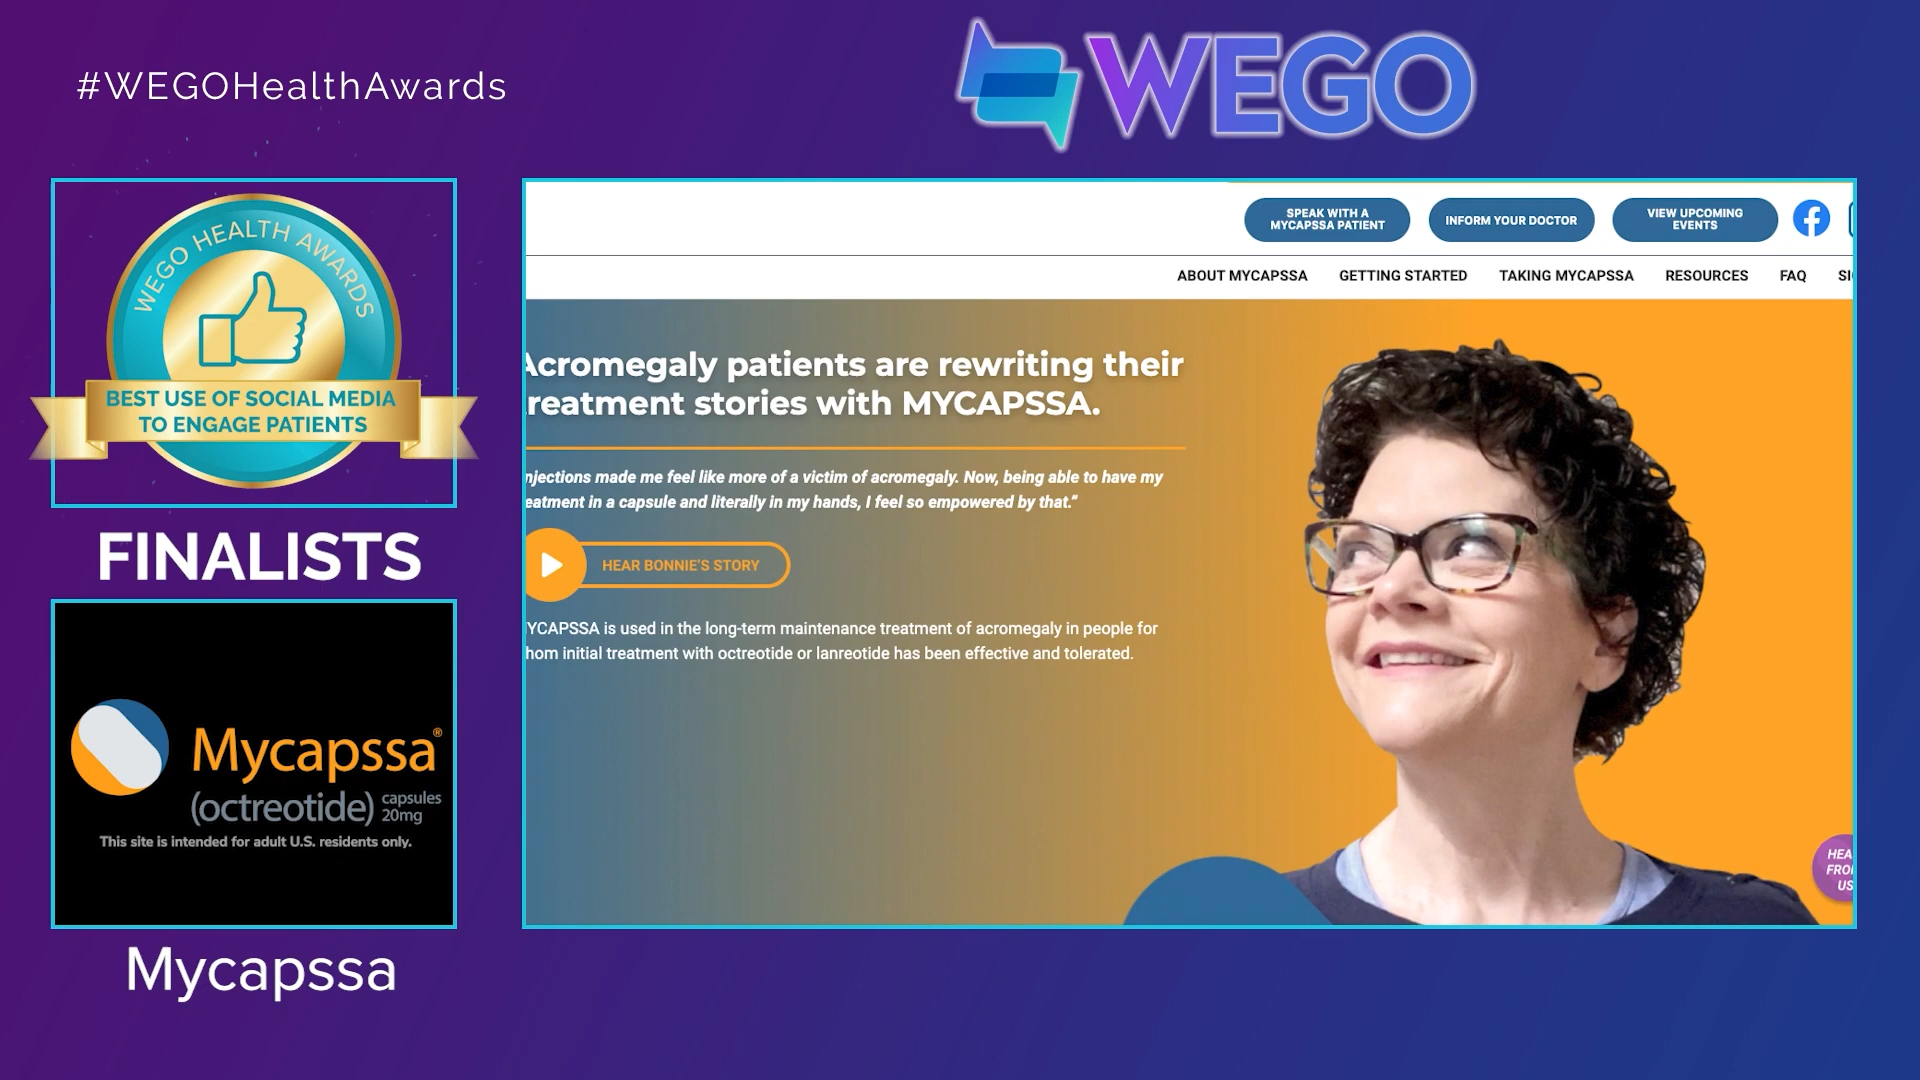 #WEGOHealthAwards
WEGO
WEGO HEALTH AWARDS
BEST USE OF SOCIAL MEDIA
TO ENGAGE PATIENTS
FINALISTS
Mycapssa®
(octreotide) capsules
20mg
This site is intended for adult U.S. residents only.
Mycapssa
SPEAK WITH A
MYCAPSSA PATIENT
INFORM YOUR DOCTOR
VIEW UPCOMING
EVENTS
ABOUT MYCAPSSA GETTING STARTED TAKING MYCAPSSA RESOURCES FAQ
Acromegaly patients are rewriting their
treatment stories with MYCAPSSA.
njections made me feel like more of a victim of acromegaly. Now, being able to have my
eatment in a capsule and literally in my hands, I feel so empowered by that."
HEAR BONNIE'S STORY
YCAPSSA is used in the long-term maintenance treatment of acromegaly in people for
hom initial treatment with octreotide or lanreotide has been effective and tolerated.
HEA
FRO
US